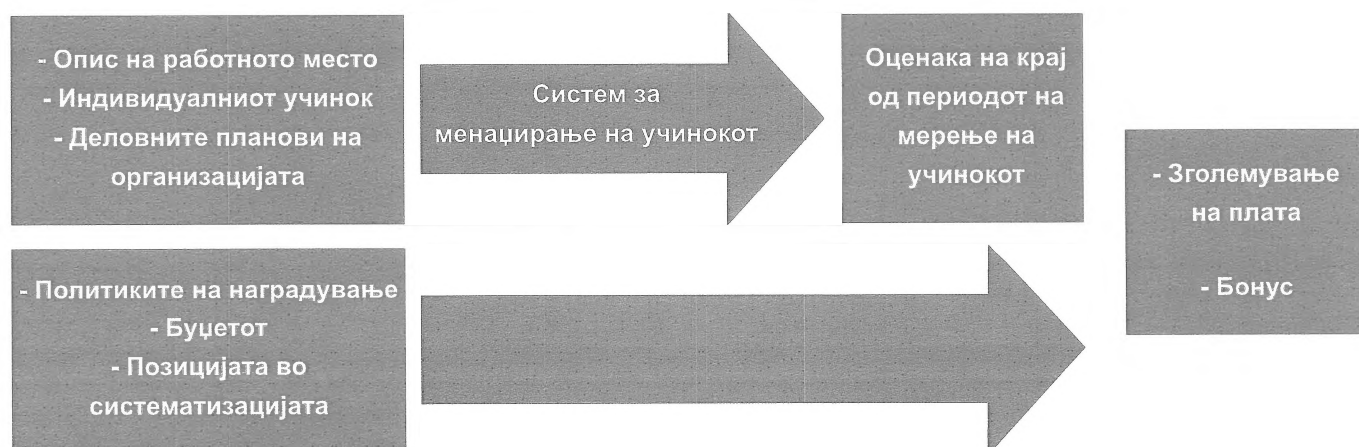 - Опис на работното место
- Индивидуалниот учинок
- Деловните планови на
организацијата
Систем за
менаџирање на учинокот
Оценака на крај
од периодот на
мерење на
учинокот
- Зголемување
на плата
- Бонус
- Политиките на наградување
- Буџетот
- Позицијата во
систематизацијата